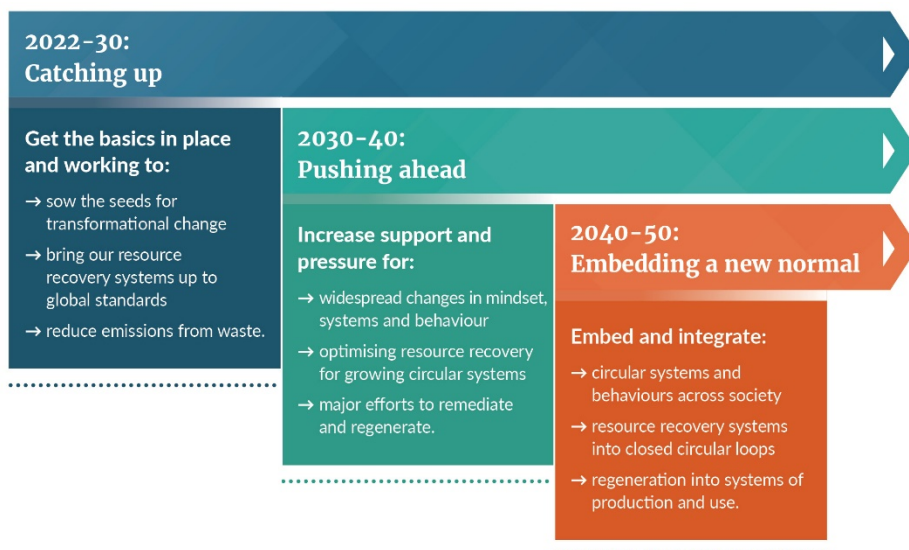 2022-30:
Catching up
Get the basics in place
and working to:
→ sow the seeds for
transformational change
→ bring our resource
recovery systems up to
global standards
→ reduce emissions from waste.
2030-40:
Pushing ahead
Increase support and
pressure for:
→ widespread changes in mindset,
systems and behaviour
→ optimising resource recovery
for growing circular systems
→ major efforts to remediate
and regenerate.
2040-50:
Embedding a new normal
Embed and integrate:
→ circular systems and
behaviours across society
→ resource recovery systems
into closed circular loops
→ regeneration into systems of
production and use.